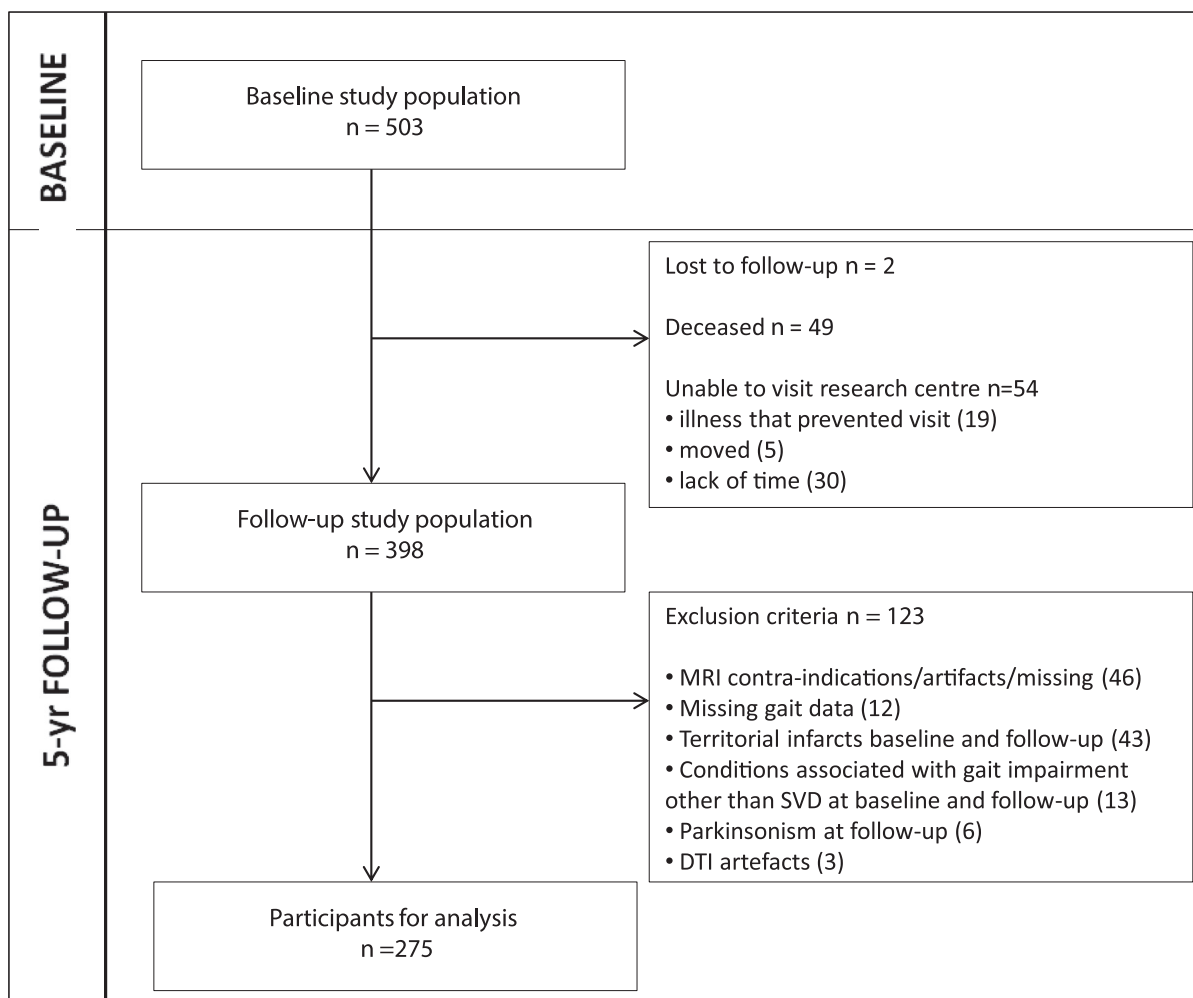 BASELINE
Baseline study population
n = 503
5-yr FOLLOW-UP
Lost to follow-up n = 2
Deceased n = 49
Unable to visit research centre n=54
• illness that prevented visit (19)
• moved (5)
• lack of time (30)
Follow-up study population
n = 398
Exclusion criteria n = 123
• MRI contra-indications/artifacts/missing (46)
• Missing gait data (12)
• Territorial infarcts baseline and follow-up (43)
• Conditions associated with gait impairment
other than SVD at baseline and follow-up (13)
• Parkinsonism at follow-up (6)
• DTI artefacts (3)
Participants for analysis
n =275